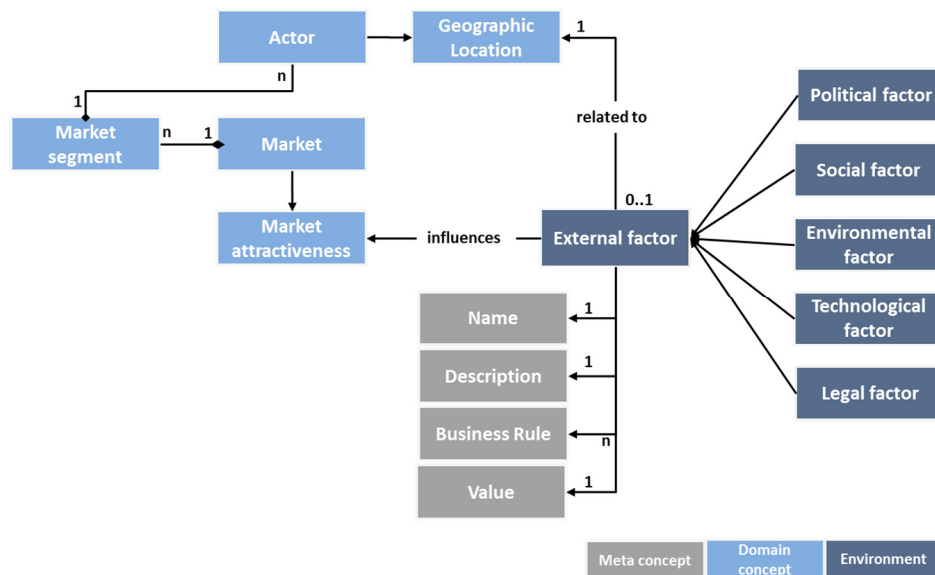 Actor
Geographic
Location
1
n
1
Market
segment
n
1
Market
related to
Political factor
Social factor
0..1
Market
attractiveness
influences
External factor
Environmental
factor
Name
1
Technological
factor
Description
1
Legal factor
Business Rule
n
Value
1
Meta concept
Domain
concept
Environment